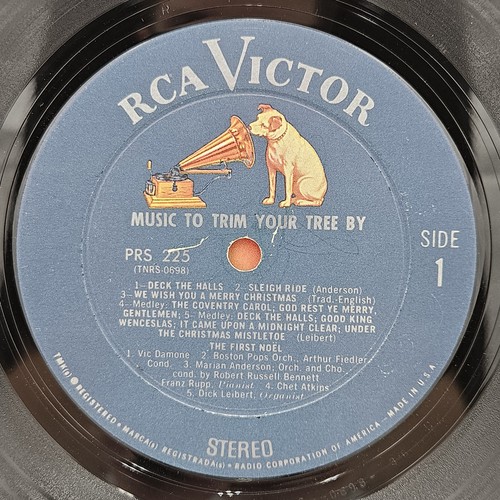 RCA VICTOR
MUSIC TO TRIM YOUR TREE BY
PRS 225
(TNRS-0698)
SIDE
1
1-DECK THE HALLS 2-SLEIGH RIDE (Anderson)
3-WE WISH YOU A MERRY CHRISTMAS (Trad.-English)
4-Medley: THE COVENTRY CAROL; GOD REST YE MERRY,
GENTLEMEN; 5-Medley: DECK THE HALLS; GOOD KING
WENCESLAS; IT CAME UPON A MIDNIGHT CLEAR; UNDER
THE CHRISTMAS MISTLETOE (Leibert)
THE FIRST NOEL
1. Vic Damone 2. Boston Pops Orch., Arthur Fiedler
Cond. 3. Marian Anderson; Orch. and Cho.
cond. by Robert Russell Bennett
Franz Rupp, Pianist 4. Chet Atkins
5. Dick Leibert, Organist
STEREO
TMK(s) ® REGISTERED • MARCA(s) REGISTRADA(s) • RADIO CORPORATION OF AMERICA - MADE IN U.S.A.